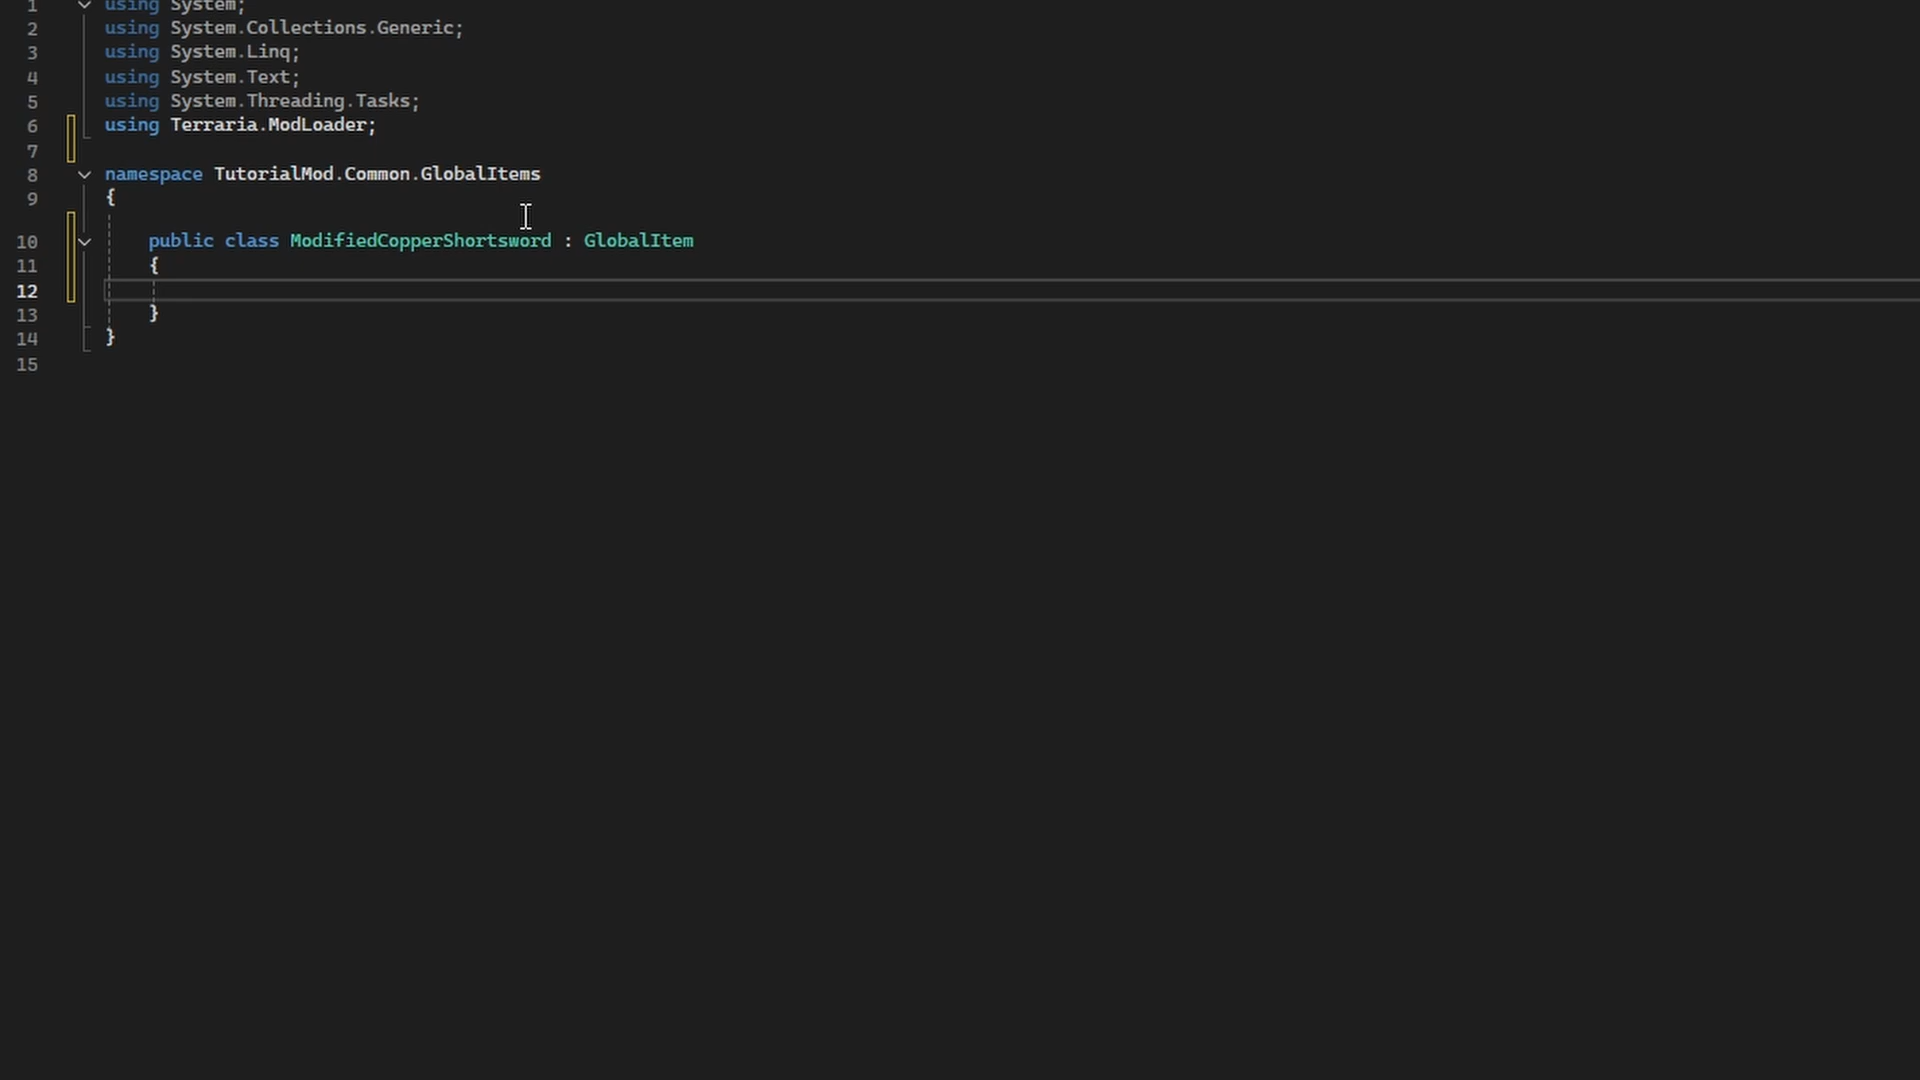 1 using System;
2 using System.Collections.Generic;
3 using System.Linq;
4 using System.Text;
5 using System.Threading.Tasks;
6 using Terraria.ModLoader;
7
8 namespace TutorialMod.Common.GlobalItems
9 {
10 public class ModifiedCopperShortsword : GlobalItem
11 {
12
13 }
14 }
15